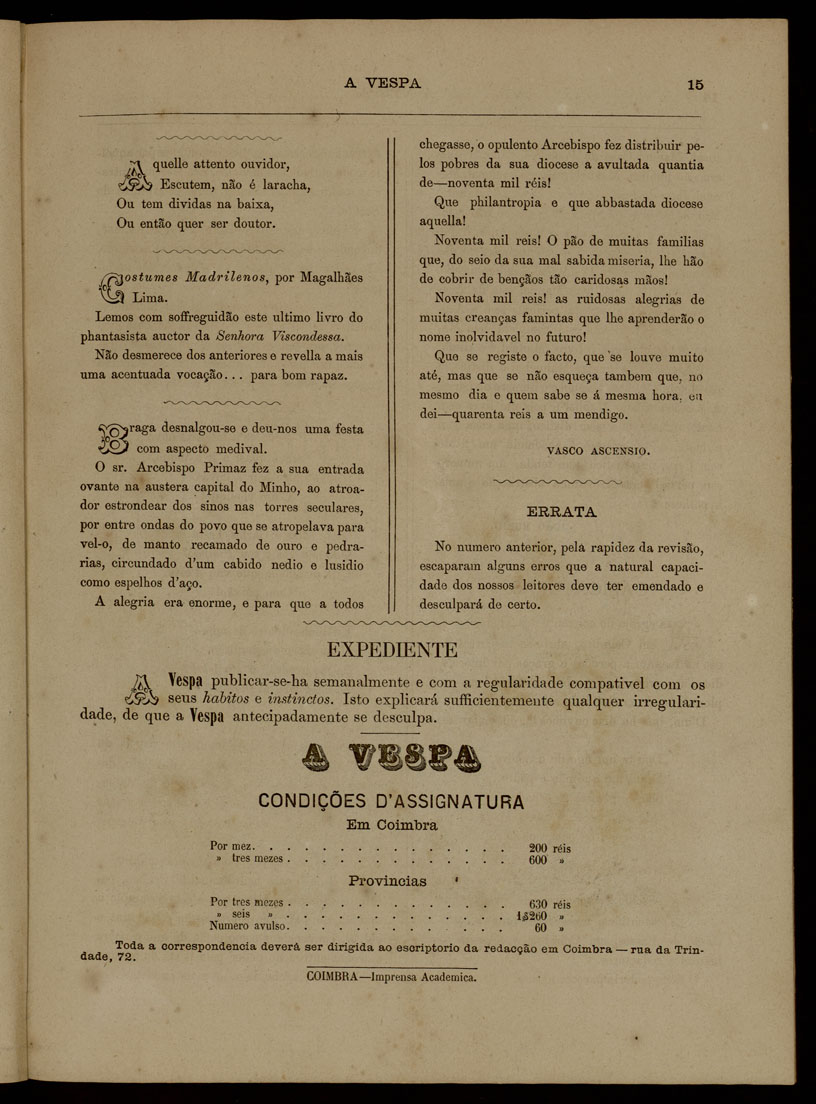 A VESPA 15
Aquelle attento ouvidor,
Escutem, não é laracha,
Ou tem dividas na baixa,
Ou então quer ser doutor.
Costumes Madrilenos, por Magalhães
Lima.
Lemos com soffreguidão este ultimo livro do
phantasista auctor da Senhora Viscondessa.
Não desmerece dos anteriores e revella a mais
uma acentuada vocação... para bom rapaz.
Braga desnalgou-se e deu-nos uma festa
com aspecto medival.
O sr. Arcebispo Primaz fez a sua entrada
ovante na austera capital do Minho, ao atroa-
dor estrondear dos sinos nas torres seculares,
por entre ondas do povo que se atropelava para
vel-o, de manto recamado de ouro e pedra-
rias, circundado d'um cabido nedio e lusidio
como espelhos d'aço.
A alegria era enorme, e para que a todos
chegasse, o opulento Arcebispo fez distribuir pe-
los pobres da sua diocese a avultada quantia
de—noventa mil réis!
Que philantropia e que abbastada diocese
aquella!
Noventa mil reis! O pão de muitas familias
que, do seio da sua mal sabida miseria, lhe hão
de cobrir de bençãos tão caridosas mãos!
Noventa mil reis! as ruidosas alegrias de
muitas creanças famintas que lhe aprenderão o
nome inolvidavel no futuro!
Que se registe o facto, que se louve muito
até, mas que se não esqueça tambem que, no
mesmo dia e quem sabe se á mesma hora, eu
dei—quarenta reis a um mendigo.
VASCO ASCENSIO.
ERRATA
No numero anterior, pela rapidez da revisão,
escaparam alguns erros que a natural capaci-
dade dos nossos leitores deve ter emendado e
desculpará de certo.
EXPEDIENTE
A Vespa publicar-se-ha semanalmente e com a regularidade compativel com os
seus habitos e instinctos. Isto explicará sufficientemente qualquer irregulari-
dade, de que a Vespa antecipadamente se desculpa.
A VESPA
CONDIÇÕES D'ASSIGNATURA
Em Coimbra
Por mez. . . . . . . . . . . . . . . 200 réis
» tres mezes . . . . . . . . . . . . . 600 »
Provincias
Por tres mezes . . . . . . . . . . . . . 630 réis
» seis » . . . . . . . . . . . . . 1$260 »
Numero avulso. . . . . . . . . . . . . 60 »
Toda a correspondencia deverá ser dirigida ao escriptorio da redacção em Coimbra — rua da Trin-
dade, 72.
COIMBRA—Imprensa Academica.